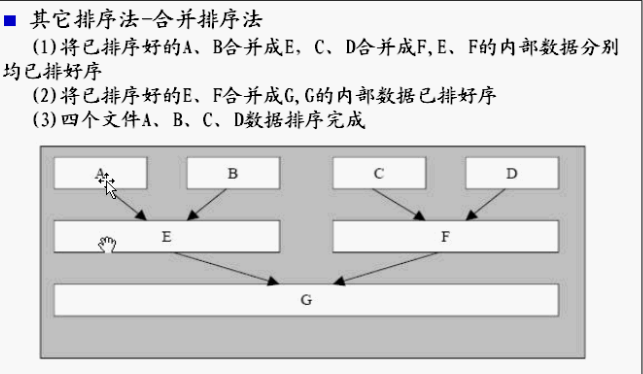 ■ 其它排序法-合并排序法
(1)将已排序好的A、B合并成E, C、D合并成F,E、F的内部数据分别
均已排好序
(2)将已排序好的E、F合并成G,G的内部数据已排好序
(3)四个文件A、B、C、D数据排序完成
A B C D
E F
G